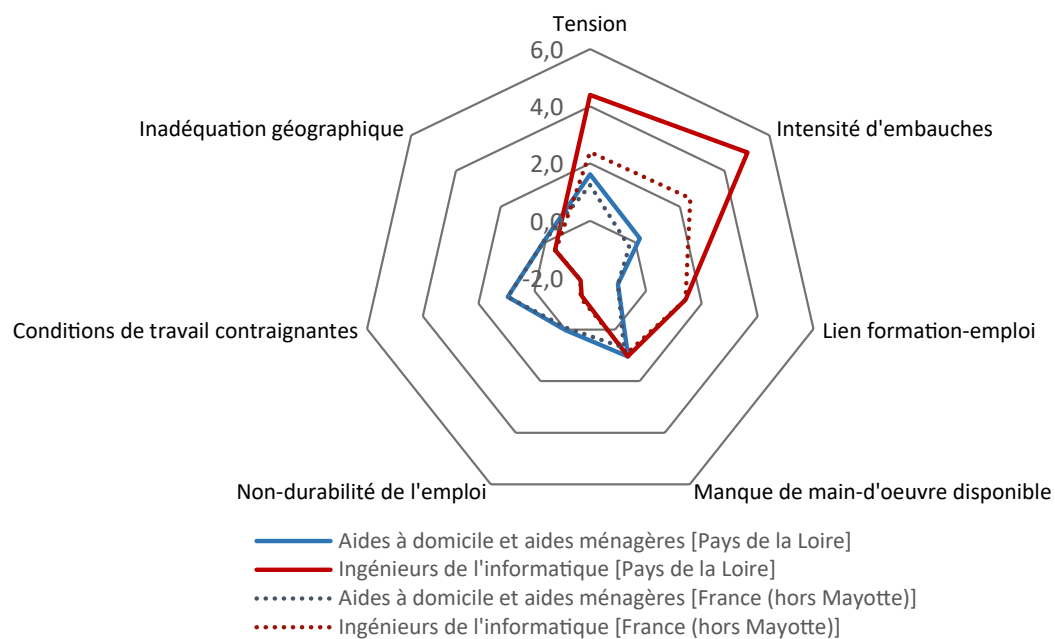 Tension
6,0
4,0
2,0
0,0
-2,0
Inadéquation géographique
Intensité d'embauches
Conditions de travail contraignantes
Lien formation-emploi
Non-durabilité de l'emploi
Manque de main-d'oeuvre disponible
Aides à domicile et aides ménagères [Pays de la Loire]
Ingénieurs de l'informatique [Pays de la Loire]
Aides à domicile et aides ménagères [France (hors Mayotte)]
Ingénieurs de l'informatique [France (hors Mayotte)]